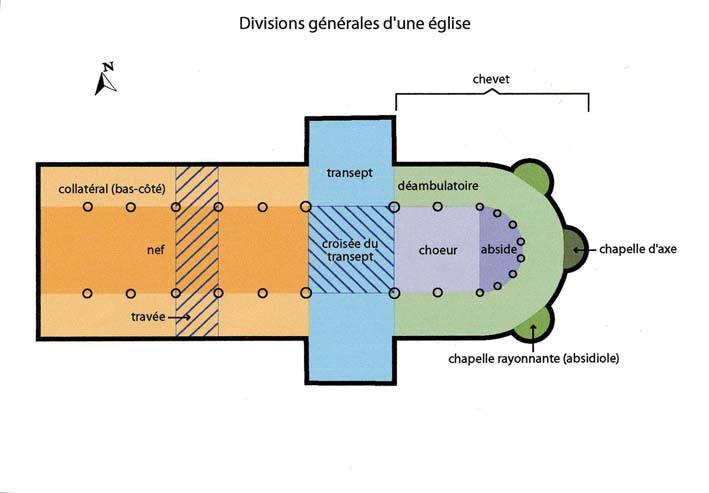 Divisions générales d'une église
N
chevet
transept
collatéral (bas-côté)
déambulatoire
nef
croisée du
transept
choeur
abside
chapelle d'axe
travée
chapelle rayonnante (absidiole)